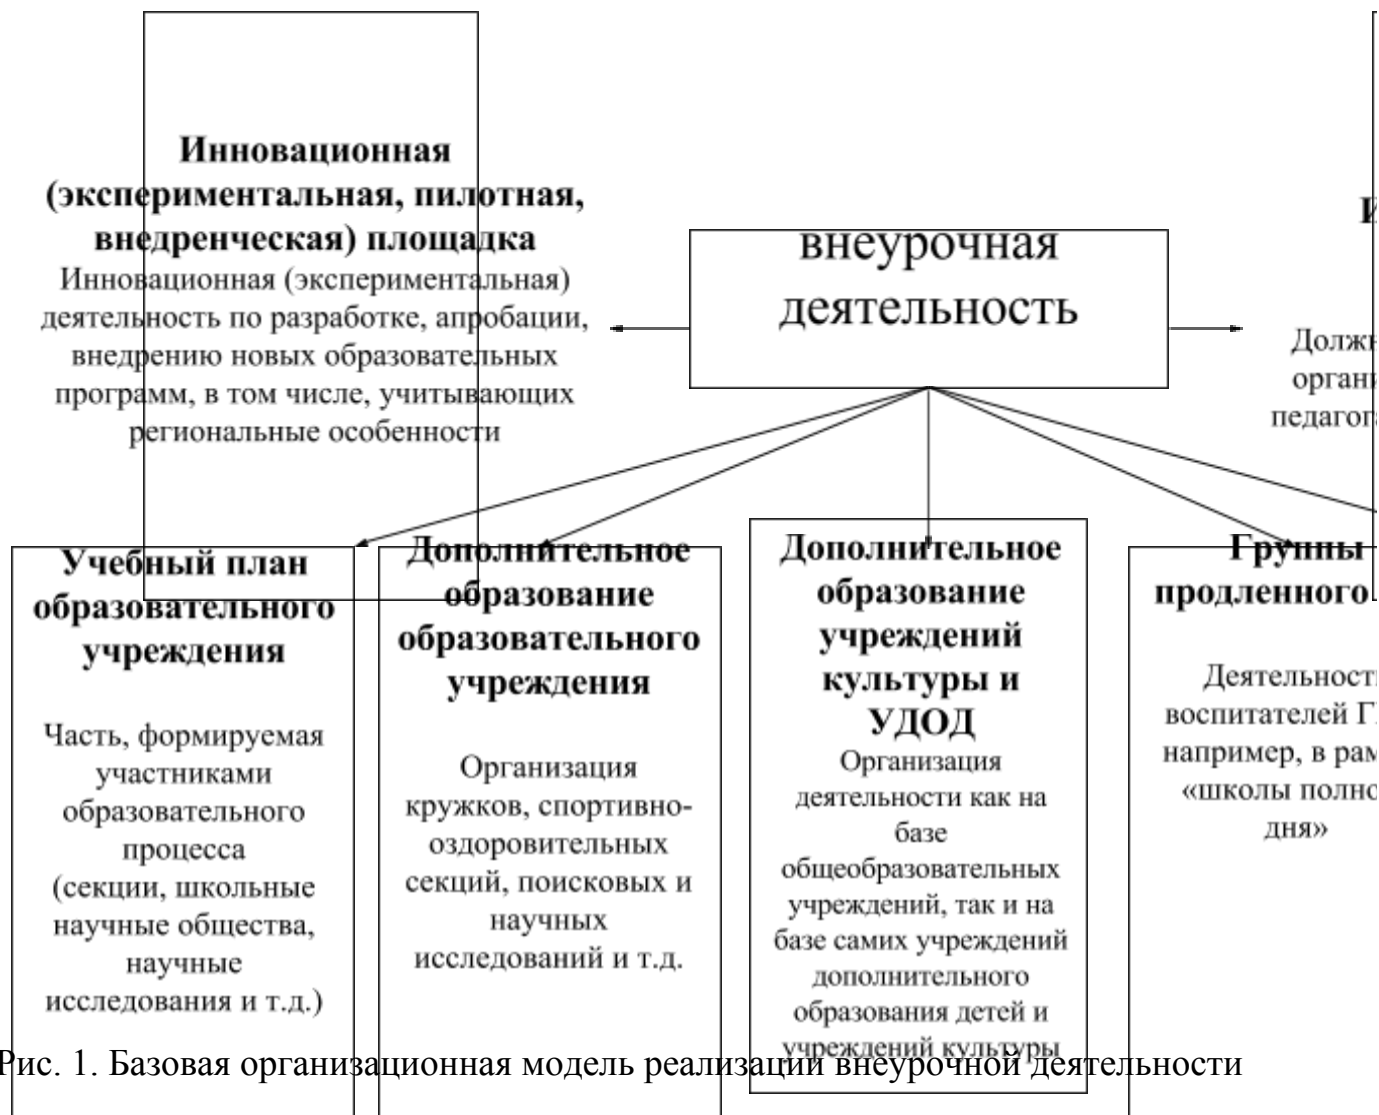 Инновационная
(экспериментальная, пилотная,
внедренческая) площадка
Инновационная (экспериментальная)
деятельность по разработке, апробации,
внедрению новых образовательных
программ, в том числе, учитывающих
региональные особенности
внеурочная
деятельность
Учебный план
образовательного
учреждения
Часть, формируемая
участниками
образовательного
процесса
(секции, школьные
научные общества,
научные
исследования и т.д.)
Дополнительное
образование
образовательного
учреждения
Организация
кружков, спортивно-
оздоровительных
секций, поисковых и
научных
исследований и т.д.
Дополнительное
образование
учреждений
культуры и
УДОД
Организация
деятельности как на
базе
общеобразовательных
учреждений, так и на
базе самих учреждений
дополнительного
образования детей и
учреждений культуры
Группы
продленного
воспитателей
например, в
«школы
дня»
Рис. 1. Базовая организационная модель реализации внеурочной деятельности